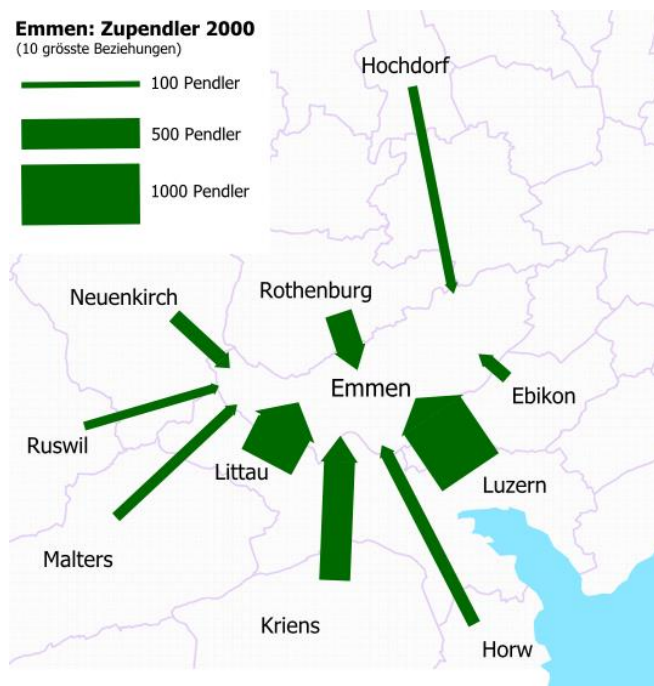 Emmen: Zupendler 2000
(10 grösste Beziehungen)
100 Pendler
500 Pendler
1000 Pendler
Hochdorf
Neuenkirch
Rothenburg
Emmen
Ebikon
Ruswil
Littau
Luzern
Malters
Kriens
Horw